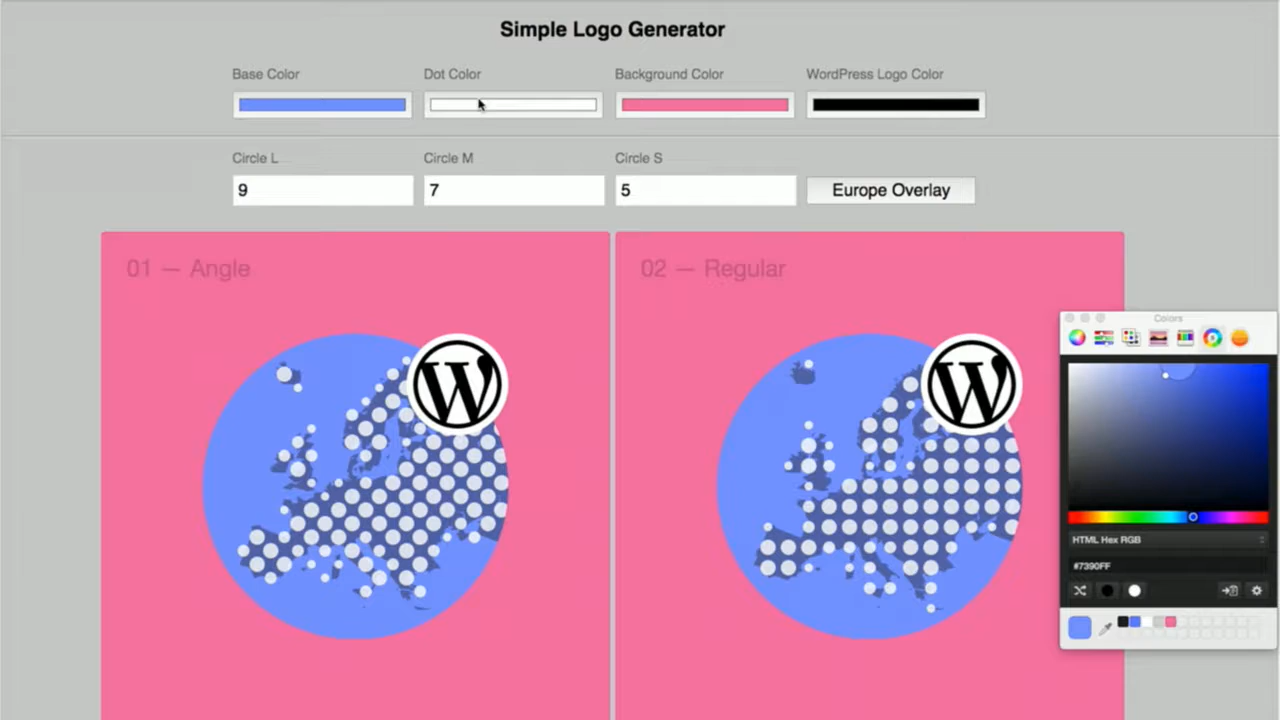 Simple Logo Generator
Base Color
Dot Color
Background Color
WordPress Logo Color
Circle L
Circle M
Circle S
9
7
5
Europe Overlay
01 — Angle
02 — Regular
W
W
Colors
HTML Hex RGB
#7390FF